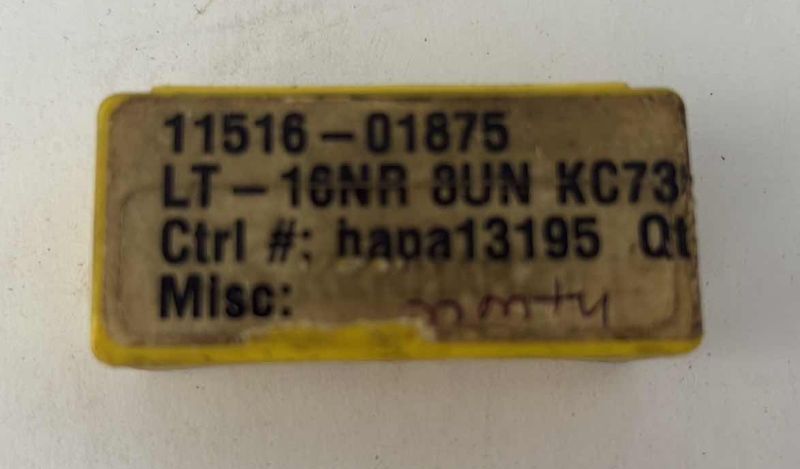 11516-01875
LT-16NR 8UN KC73
Ctrl #: hapa13195 Qt
Misc: